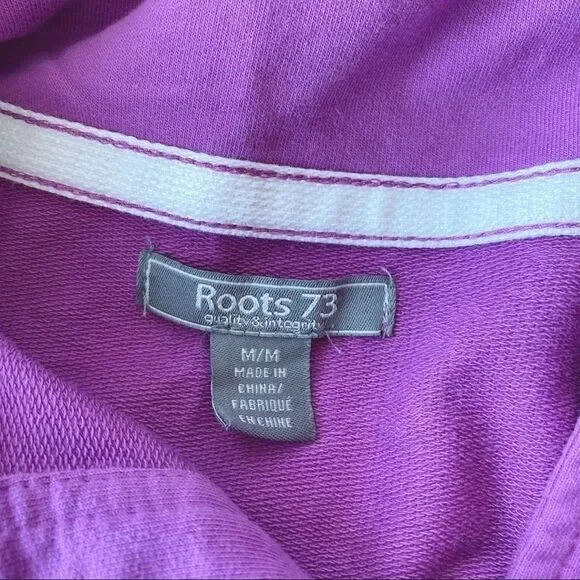 Roots 73
quality & integrity
M/M
MADE IN
CHINA/
FABRIQUÉ
EN CHINE